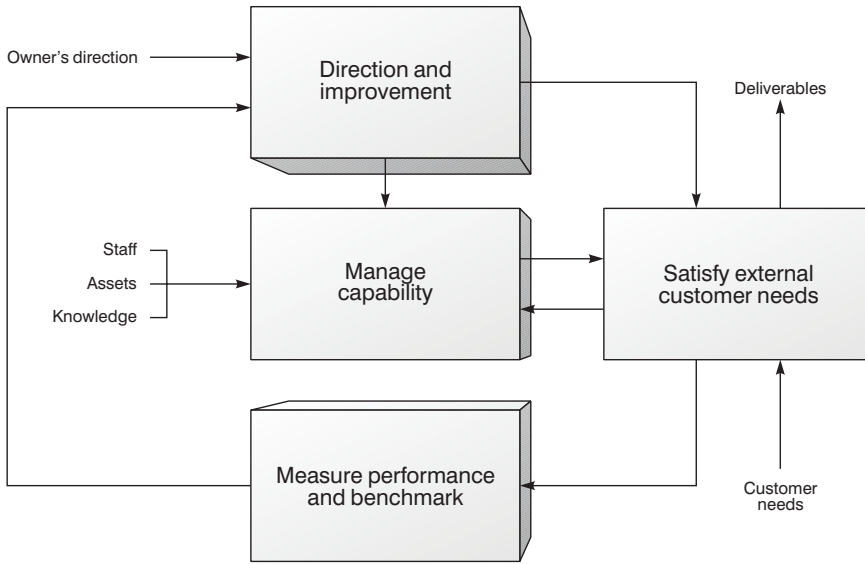 Owner’s direction
Direction and
improvement
Deliverables
Staff
Assets
Knowledge
Manage
capability
Satisfy external
customer needs
Measure performance
and benchmark
Customer
needs